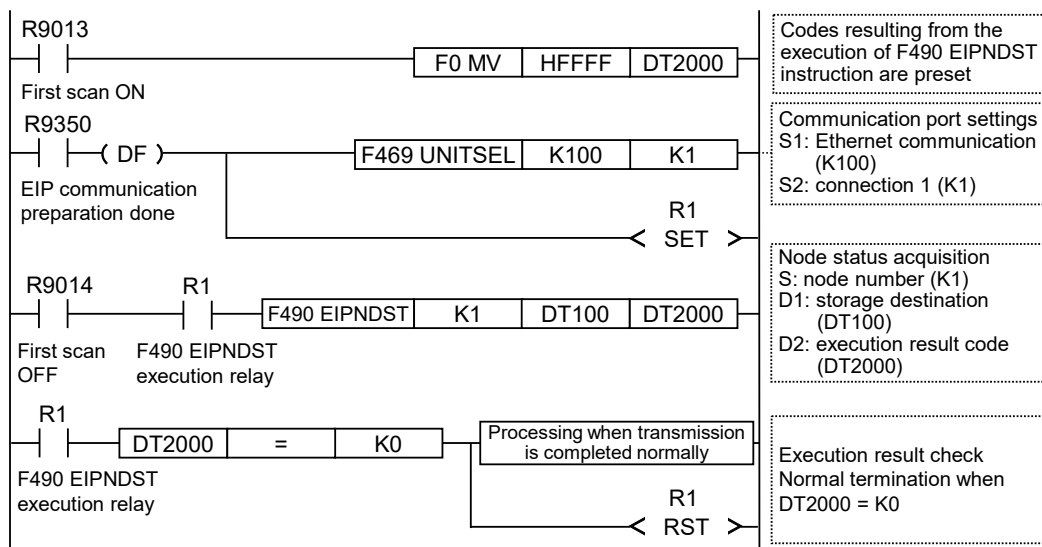 R9013
F0 MV HFFFF DT2000
First scan ON
Codes resulting from the
execution of F490 EIPNDST
instruction are preset
R9350
( DF )
F469 UNITSEL K100 K1
EIP communication
preparation done
R1
< SET >
Communication port settings
S1: Ethernet communication
(K100)
S2: connection 1 (K1)
R9014 R1
F490 EIPNDST K1 DT100 DT2000
First scan
OFF
F490 EIPNDST
execution relay
Node status acquisition
S: node number (K1)
D1: storage destination
(DT100)
D2: execution result code
(DT2000)
R1
DT2000 = K0
Processing when transmission
is completed normally
F490 EIPNDST
execution relay
R1
< RST >
Execution result check
Normal termination when
DT2000 = K0